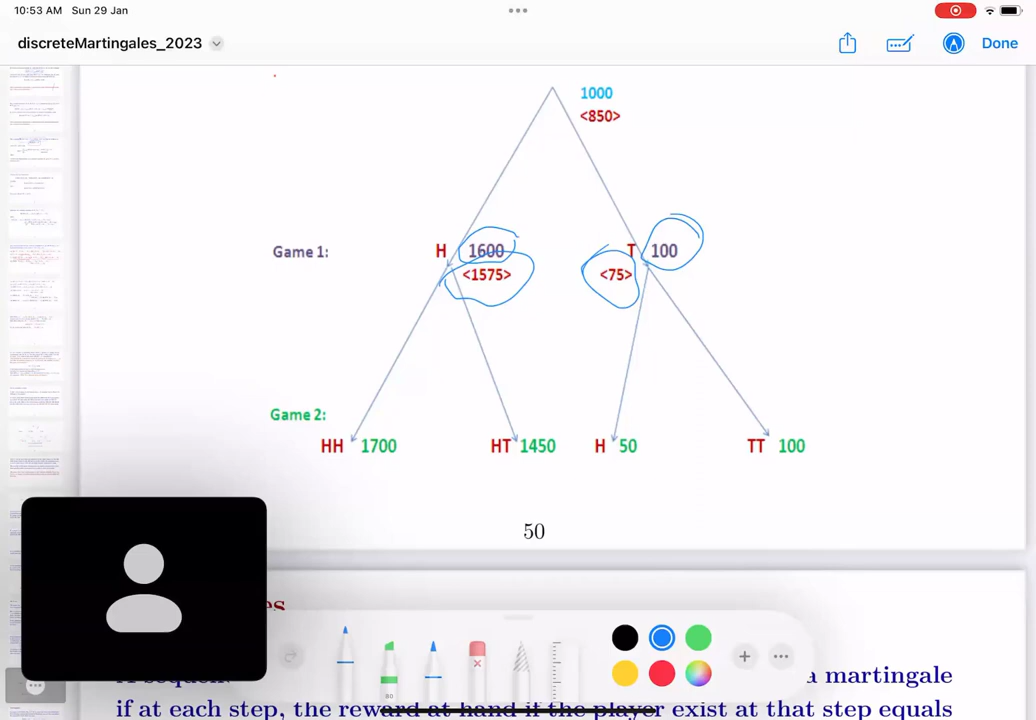 10:53 AM Sun 29 Jan
discreteMartingales_2023
Done
1000
<850>
Game 1:
H 1600 T 100
<1575> <75>
Game 2:
HH 1700 HT 1450 H 50 TT 100
50
es
a martingale
if at each step, the reward at hand if the player exist at that step equals